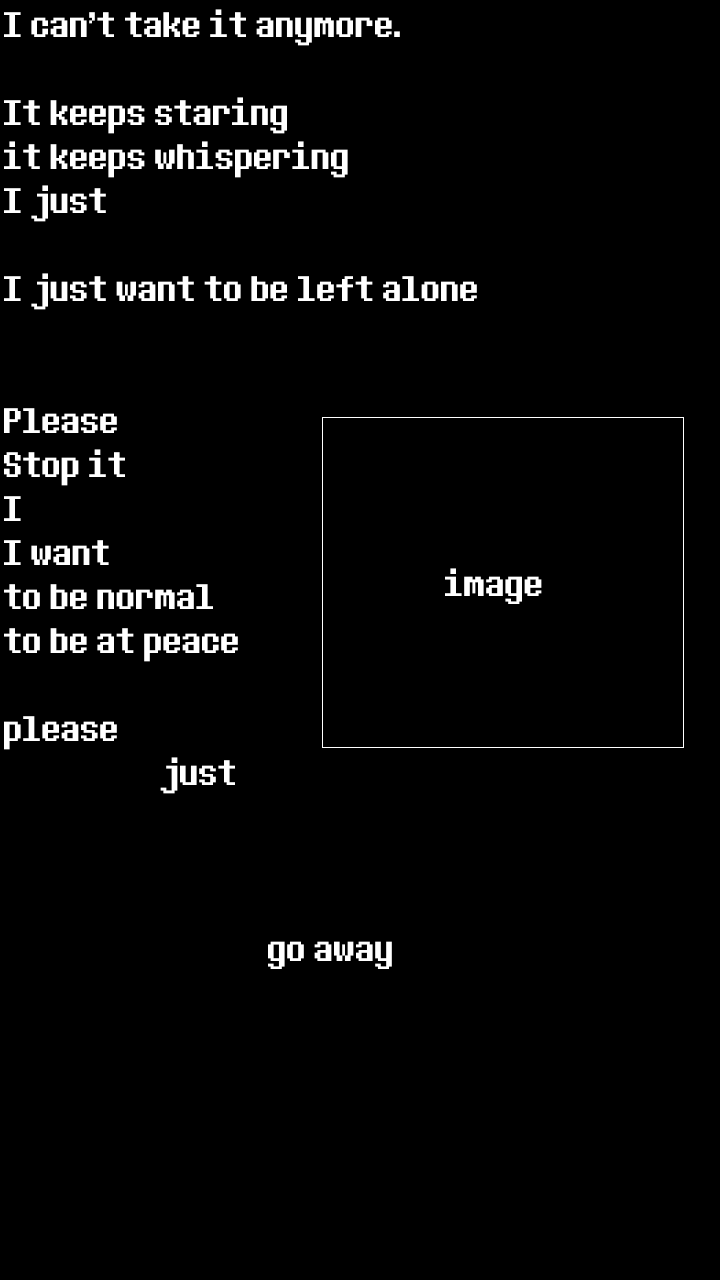 I can't take it anymore.
It keeps staring
it keeps whispering
I just
I just want to be left alone
Please
Stop it
I
I want
to be normal
to be at peace
please
just
image
go away